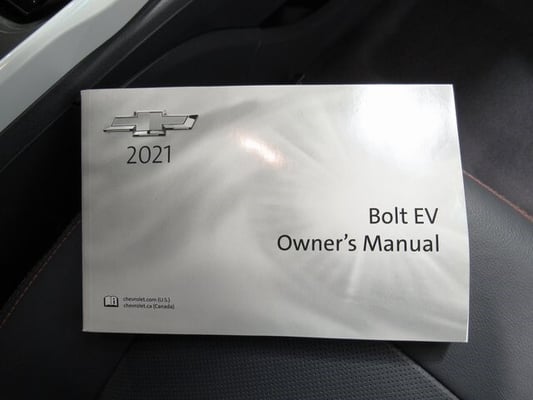 2021
Bolt EV
Owner's Manual
chevrolet.com (U.S.)
chevrolet.ca (Canada)